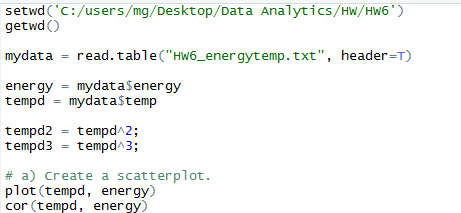 setwd('C:/users/mg/Desktop/Data Analytics/HW/HW6')
getwd()
mydata = read.table("HW6_energytemp.txt", header=T)
energy = mydata$energy
tempd = mydata$temp
tempd2 = tempd^2;
tempd3 = tempd^3;
# a) Create a scatterplot.
plot(tempd, energy)
cor(tempd, energy)